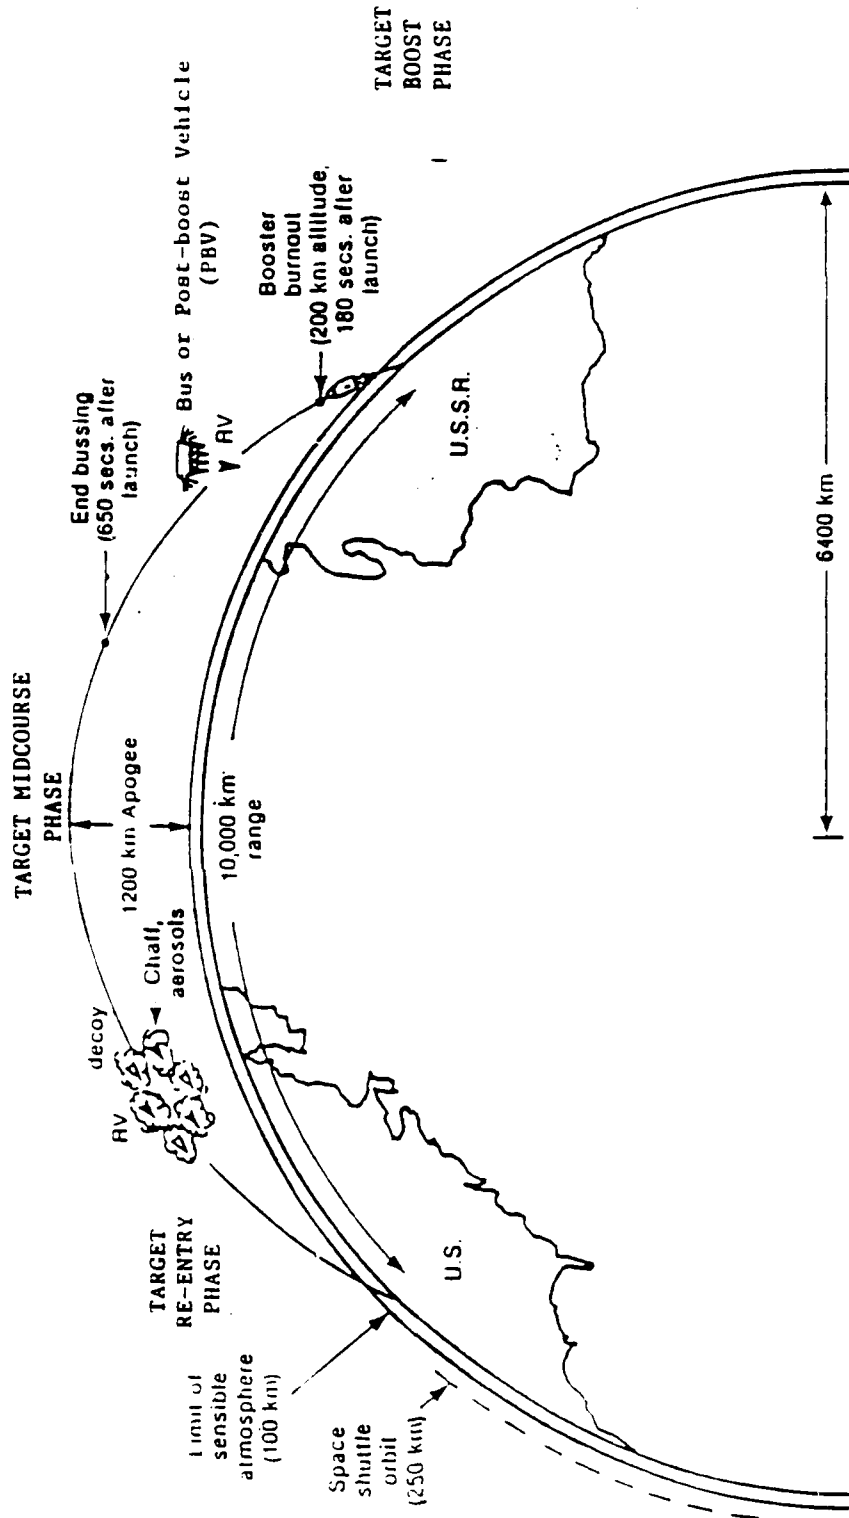 TARGET MIDCOURSE
PHASE
End bussing
(650 secs. after
launch)
Bus or Post-boost Vehicle
(PBV)
RV
Booster
burnout
(200 km altitude,
180 secs. after
launch)
TARGET
BOOST
PHASE
1200 km Apogee
10,000 km
range
decoy
RV
Chaff,
aerosols
TARGET
RE-ENTRY
PHASE
Limit of
sensible
atmosphere
(100 km)
Space
shuttle
orbit
(250 km)
U.S.
U.S.S.R.
6400 km